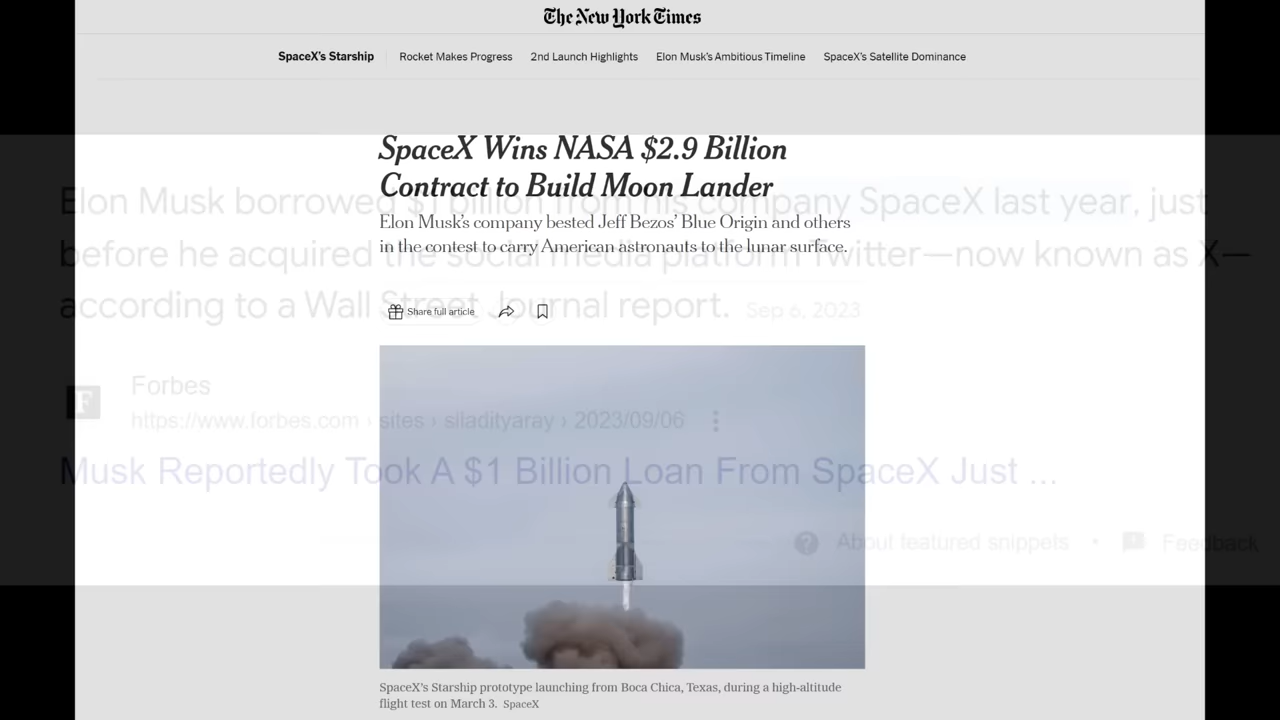 The New York Times
SpaceX's Starship Rocket Makes Progress 2nd Launch Highlights Elon Musk's Ambitious Timeline SpaceX's Satellite Dominance
SpaceX Wins NASA $2.9 Billion
Contract to Build Moon Lander
Elon Musk's company bested Jeff Bezos' Blue Origin and others
in the contest to carry American astronauts to the lunar surface.
Share full article
SpaceX's Starship prototype launching from Boca Chica, Texas, during a high-altitude
flight test on March 3. SpaceX
Elon Musk borrowed $1 billion from his company SpaceX last year, just
before he acquired the social media platform Twitter—now known as X—
according to a Wall Street Journal report. Sep 6, 2023
F
Forbes
https://www.forbes.com › sites › siladityaray › 2023/09/06
Musk Reportedly Took A $1 Billion Loan From SpaceX Just ...
About featured snippets • Feedback